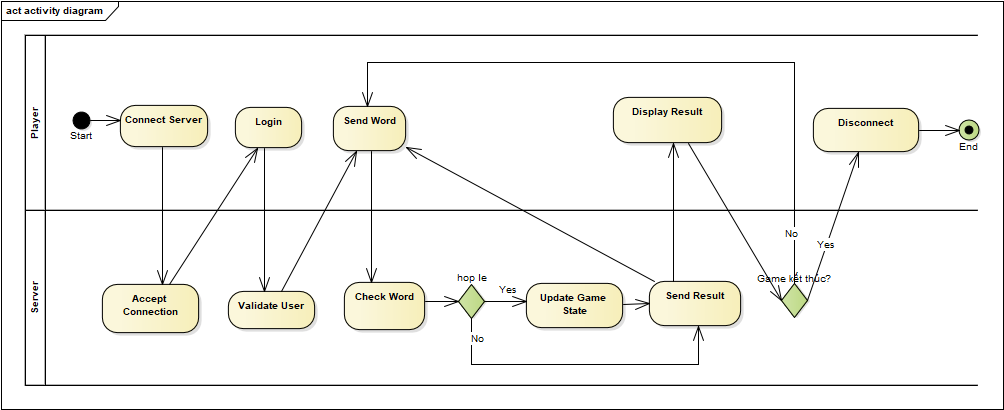 act activity diagram
Player
Start
Connect Server
Login
Send Word
Display Result
Disconnect
End
No
Yes
Game kết thúc?
Server
Accept
Connection
Validate User
Check Word
hop le
Yes
No
Update Game
State
Send Result